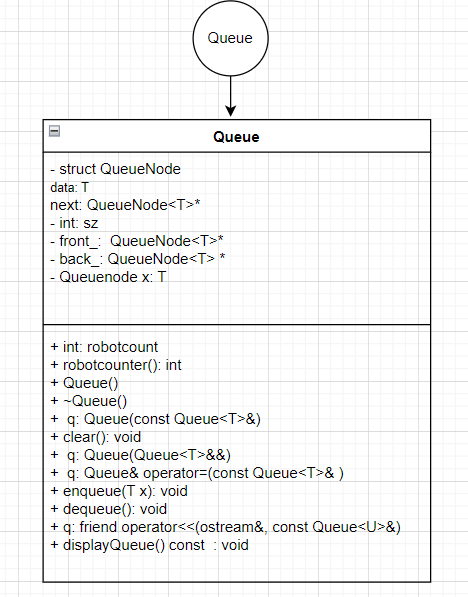 Queue
Queue
- struct QueueNode
data: T
next: QueueNode<T>*
- int: sz
- front_:  QueueNode<T>*
- back_: QueueNode<T> *
- Queuenode x: T
+ int: robotcount
+ robotcounter(): int
+ Queue()
+ ~Queue()
+  q: Queue(const Queue<T>&)
+ clear(): void
+  q: Queue(Queue<T>&&)
+  q: Queue& operator=(const Queue<T>& )
+ enqueue(T x): void
+ dequeue(): void
+ q: friend operator<<(ostream&, const Queue<U>&)
+ displayQueue() const  : void